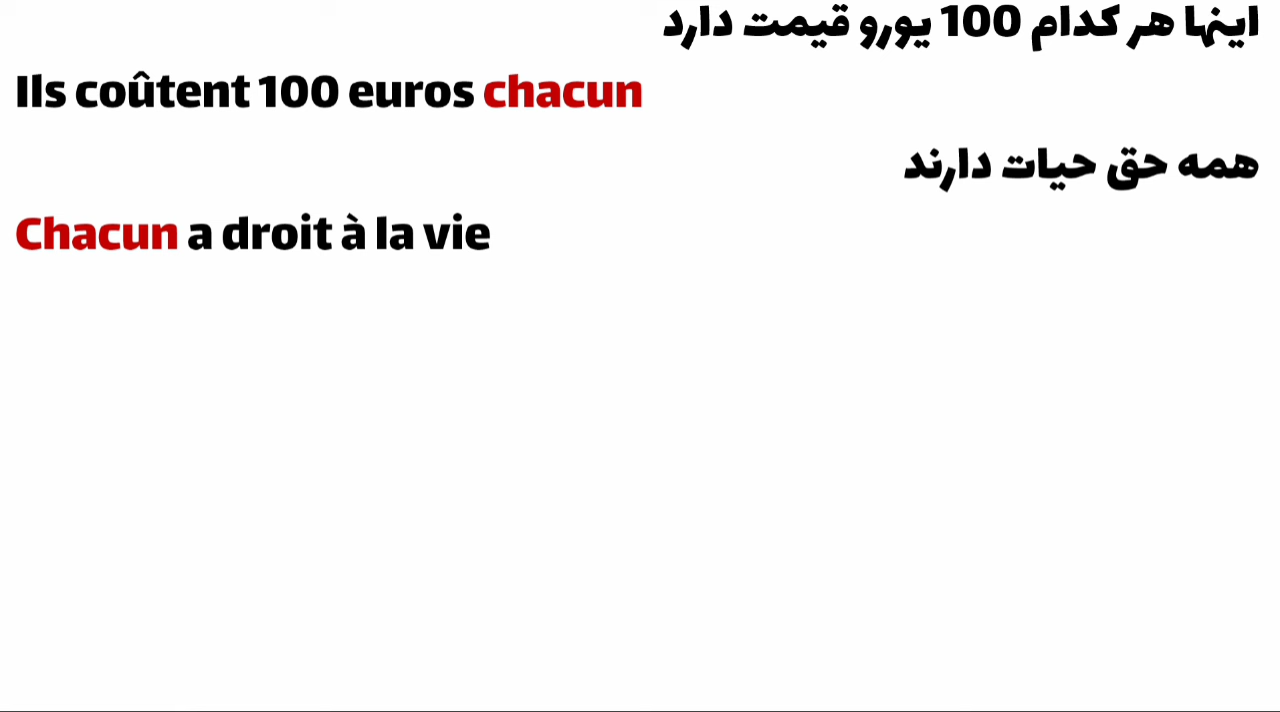 اینها هر کدام 100 یورو قیمت دارد
Ils coûtent 100 euros chacun
همه حق حیات دارند
Chacun a droit à la vie